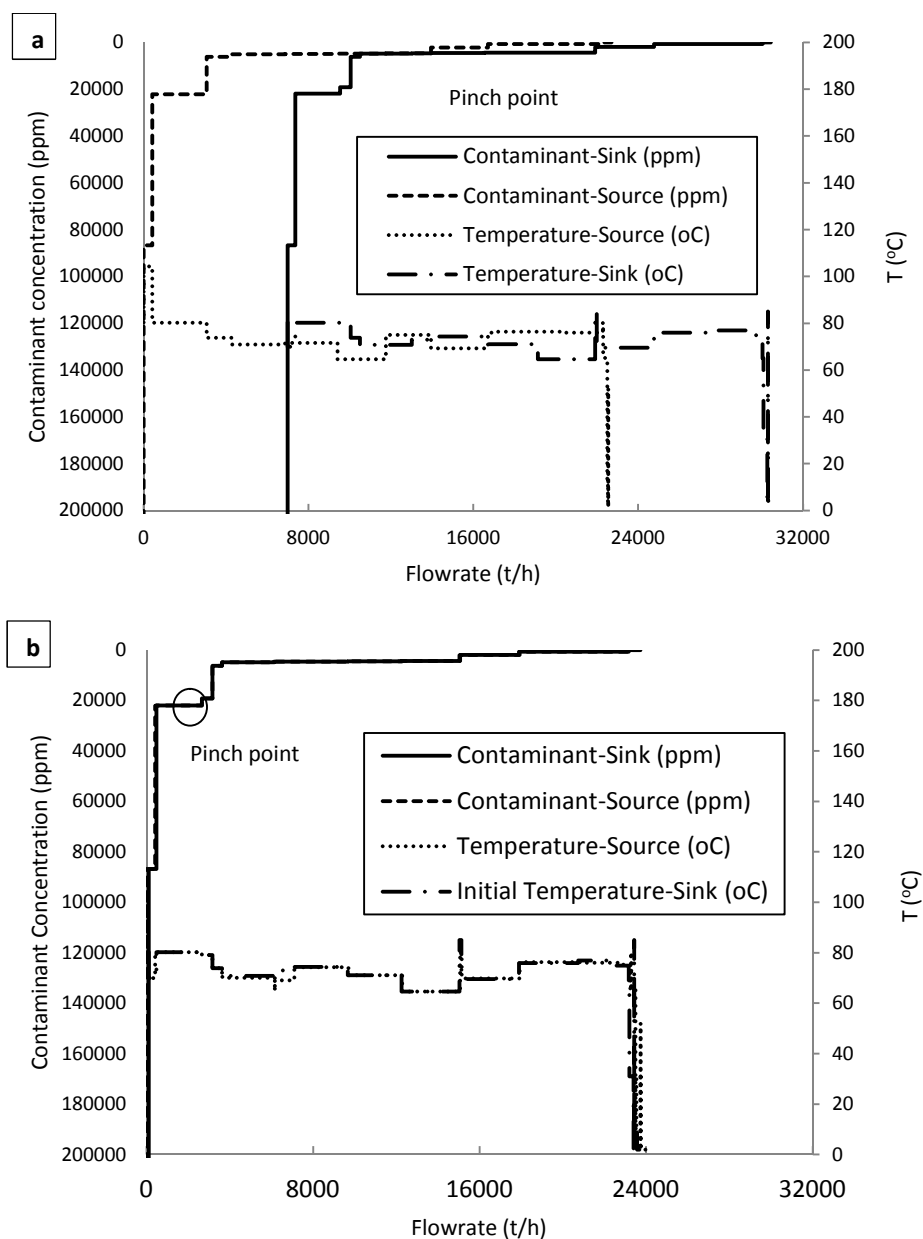 a
0
20000
40000
60000
80000
100000
120000
140000
160000
180000
200000
Contaminant concentration (ppm)
Pinch point
Contaminant-Sink (ppm)
Contaminant-Source (ppm)
Temperature-Source (oC)
Temperature-Sink (oC)
200
180
160
140
120
100
80
60
40
20
0
T (°C)
0 8000 16000 24000 32000
Flowrate (t/h)
b
0
20000
40000
60000
80000
100000
120000
140000
160000
180000
200000
Contaminant Concentration (ppm)
Pinch point
Contaminant-Sink (ppm)
Contaminant-Source (ppm)
Temperature-Source (oC)
Initial Temperature-Sink (oC)
200
180
160
140
120
100
80
60
40
20
0
T (°C)
0 8000 16000 24000 32000
Flowrate (t/h)